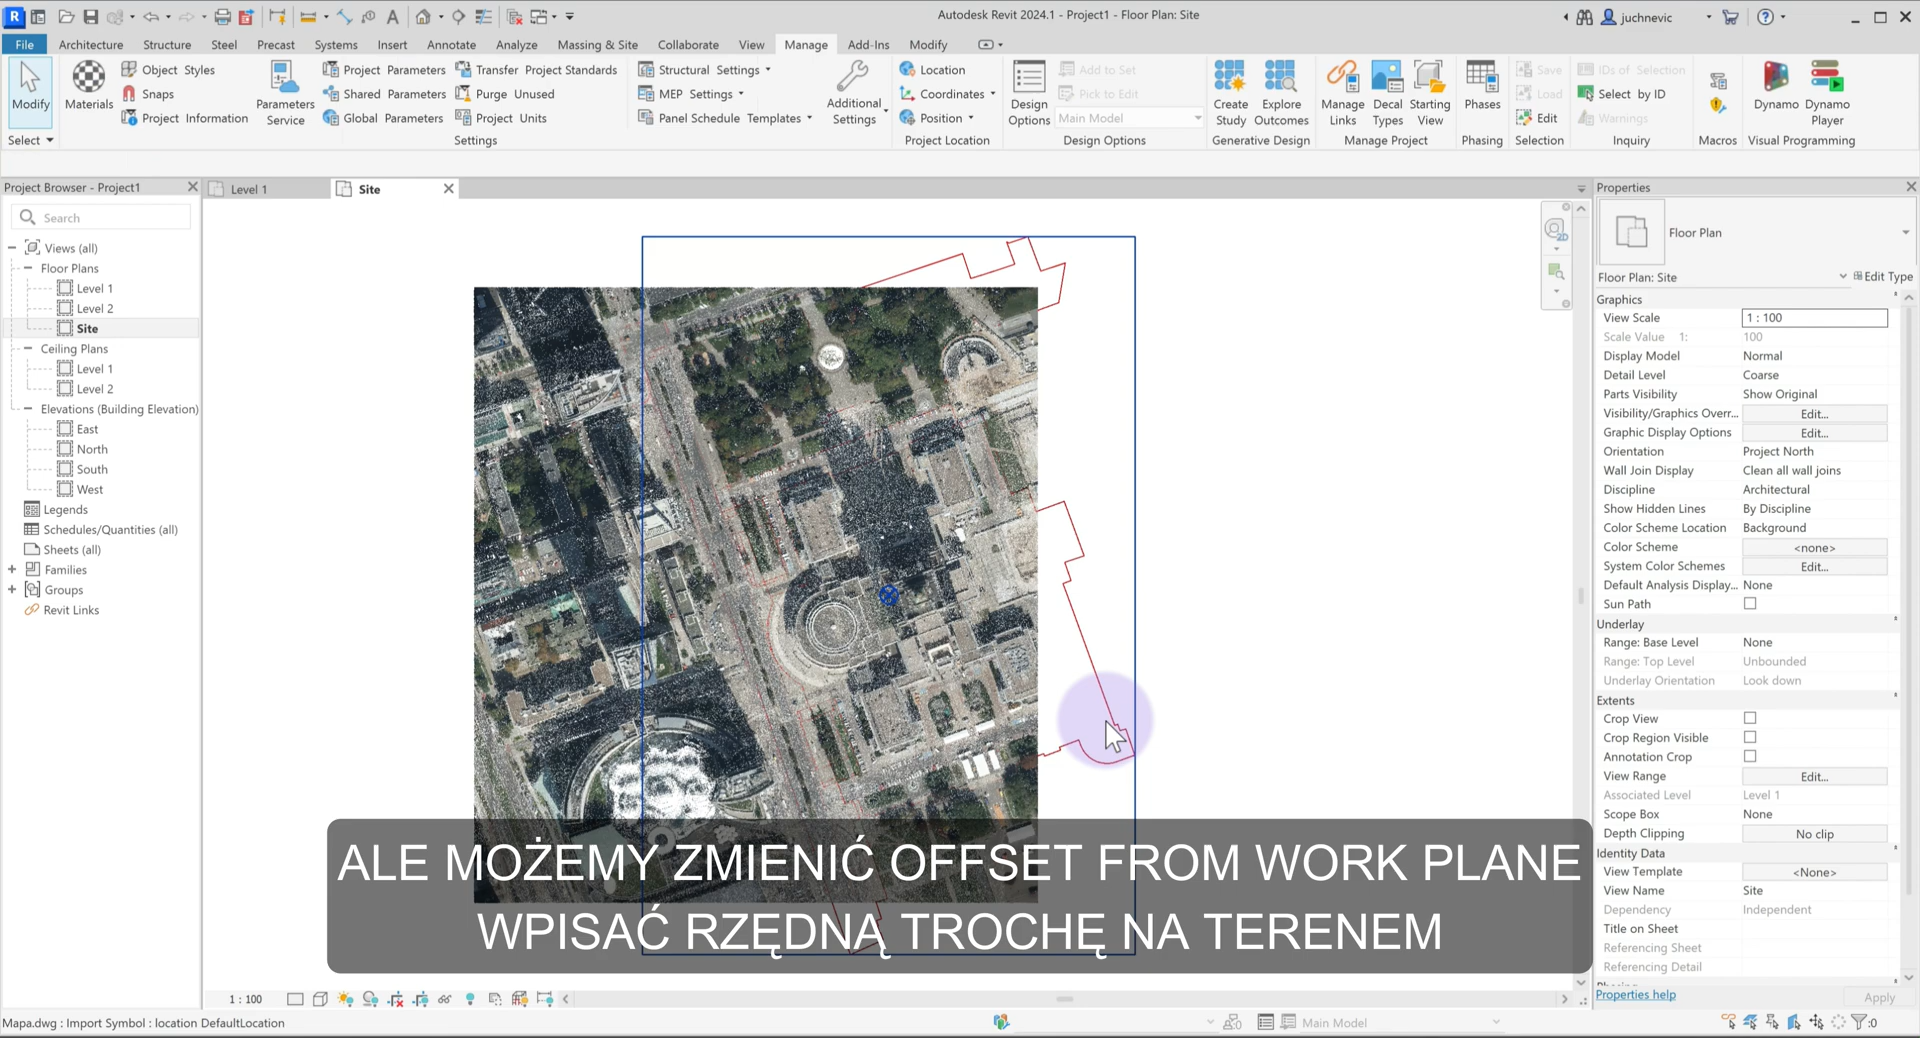 Autodesk Revit 2024.1 - Project1 - Floor Plan: Site
juchnevic
File Architecture Structure Steel Precast Systems Insert Annotate Analyze Massing & Site Collaborate View Manage Add-Ins Modify
Modify
Materials
Object Styles
Snaps
Project Information
Parameters Service
Project Parameters
Shared Parameters
Global Parameters
Transfer Project Standards
Purge Unused
Project Units
Structural Settings
MEP Settings
Panel Schedule Templates
Additional Settings
Location
Coordinates
Position
Design Options
Add to Set
Pick to Edit
Main Model
Create Study
Explore Outcomes
Manage Links
Decal Types
Starting View
Phases
Save
Load
Edit
IDs of Selection
Select by ID
Warnings
Dynamo
Dynamo Player
Select
Settings
Project Location
Design Options
Generative Design
Manage Project
Phasing
Selection
Inquiry
Macros
Visual Programming
Project Browser - Project1
Search
Views (all)
Floor Plans
Level 1
Level 2
Site
Ceiling Plans
Level 1
Level 2
Elevations (Building Elevation)
East
North
South
West
Legends
Schedules/Quantities (all)
Sheets (all)
Families
Groups
Revit Links
Level 1
Site
2D
ALE MOŻEMY ZMIENIĆ OFFSET FROM WORK PLANE
WPISAĆ RZĘDNĄ TROCHĘ NA TERENEM
Properties
Floor Plan
Floor Plan: Site Edit Type
Graphics
View Scale 1 : 100
Scale Value 1: 100
Display Model Normal
Detail Level Coarse
Parts Visibility Show Original
Visibility/Graphics Overr... Edit...
Graphic Display Options Edit...
Orientation Project North
Wall Join Display Clean all wall joins
Discipline Architectural
Show Hidden Lines By Discipline
Color Scheme Location Background
Color Scheme <none>
System Color Schemes Edit...
Default Analysis Display... None
Sun Path
Underlay
Range: Base Level None
Range: Top Level Unbounded
Underlay Orientation Look down
Extents
Crop View
Crop Region Visible
Annotation Crop
View Range Edit...
Associated Level Level 1
Scope Box None
Depth Clipping No clip
Identity Data
View Template <None>
View Name Site
Dependency Independent
Title on Sheet
Referencing Sheet
Referencing Detail
Properties help Apply
1 : 100
Mapa.dwg : Import Symbol : location DefaultLocation
Main Model
:0